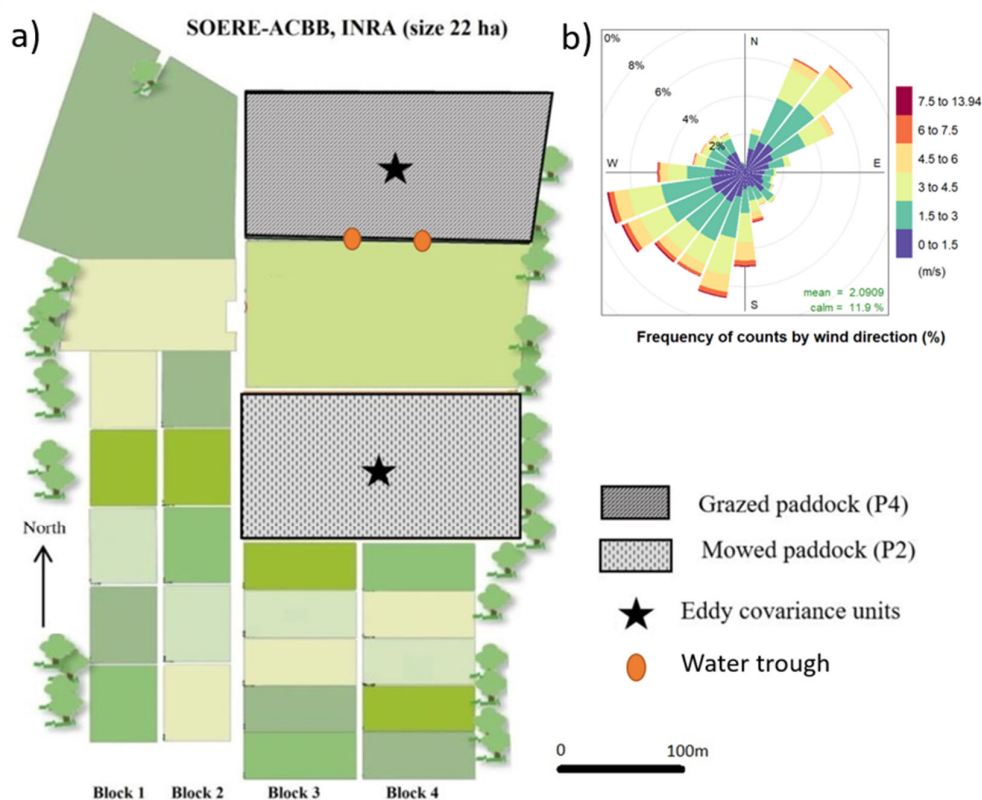 a)
SOERE-ACBB, INRA (size 22 ha)
North
Block 1
Block 2
Block 3
Block 4
b)
0%
8%
6%
4%
2%
N
W
E
S
mean = 2.0909
calm = 11.9 %
7.5 to 13.94
6 to 7.5
4.5 to 6
3 to 4.5
1.5 to 3
0 to 1.5
(m/s)
Frequency of counts by wind direction (%)
Grazed paddock (P4)
Mowed paddock (P2)
Eddy covariance units
Water trough
0
100m